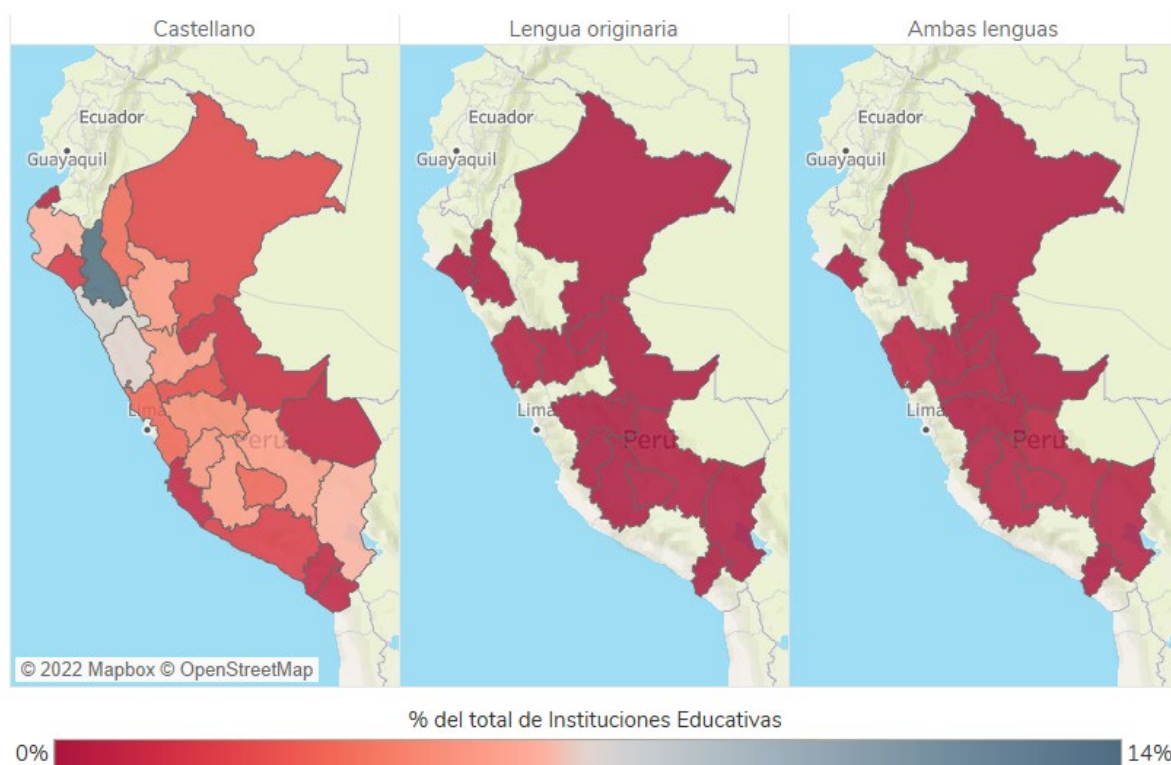 Castellano
Lengua originaria
Ambas lenguas
Ecuador
Guayaquil
Lima
Peru
Ecuador
Guayaquil
Lima
Peru
Ecuador
Guayaquil
Lima
Peru
© 2022 Mapbox © OpenStreetMap
% del total de Instituciones Educativas
0%
14%